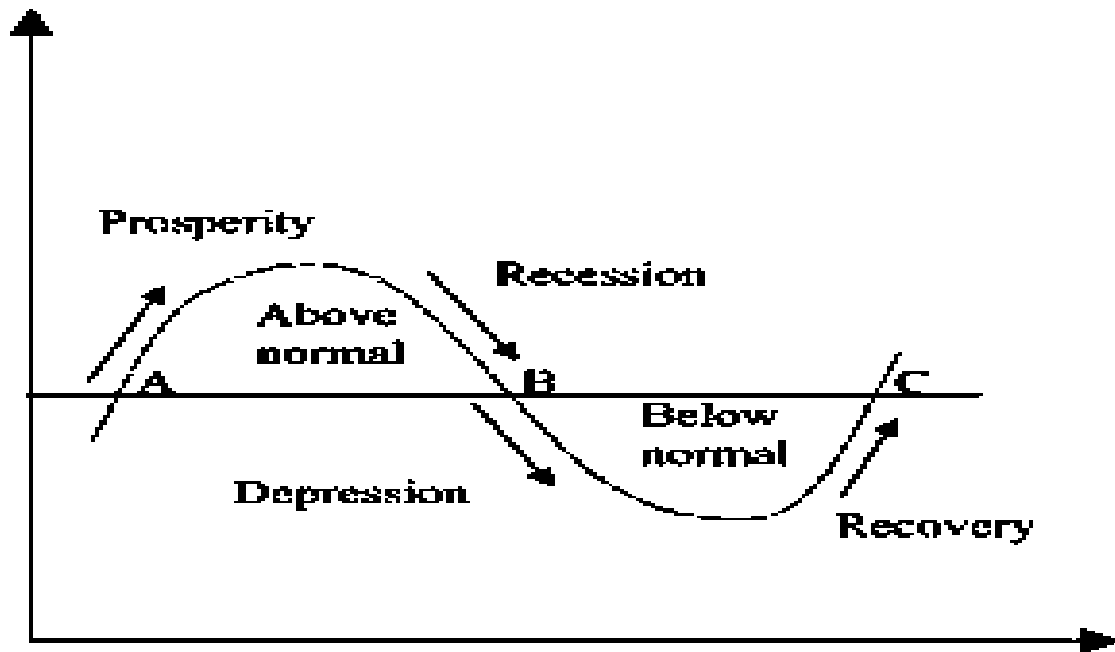 Prosperity
Recession
Above
normal
A
B
C
Below
normal
Depression
Recovery